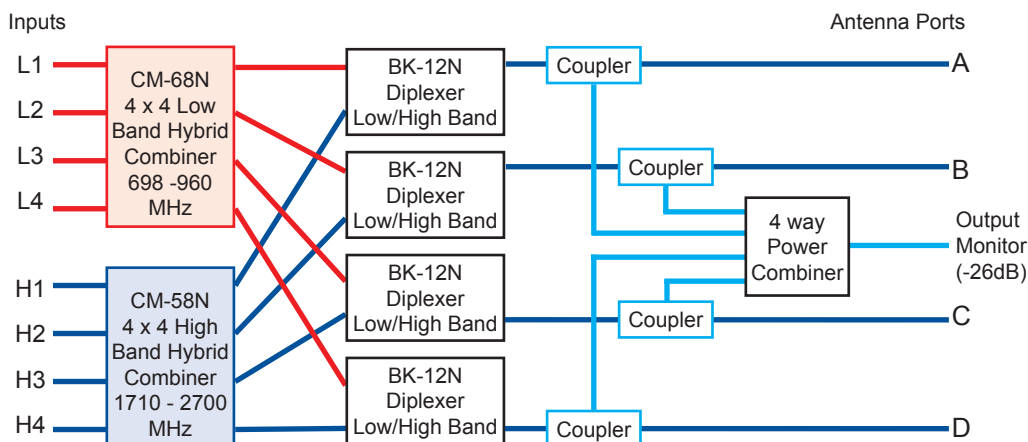 Inputs
Antenna Ports
L1
L2
L3
L4
CM-68N
4 x 4 Low
Band Hybrid
Combiner
698 -960
MHz
H1
H2
H3
H4
CM-58N
4 x 4 High
Band Hybrid
Combiner
1710 - 2700
MHz
BK-12N
Diplexer
Low/High Band
BK-12N
Diplexer
Low/High Band
BK-12N
Diplexer
Low/High Band
BK-12N
Diplexer
Low/High Band
Coupler
Coupler
Coupler
Coupler
4 way
Power
Combiner
A
B
Output
Monitor
(-26dB)
C
D